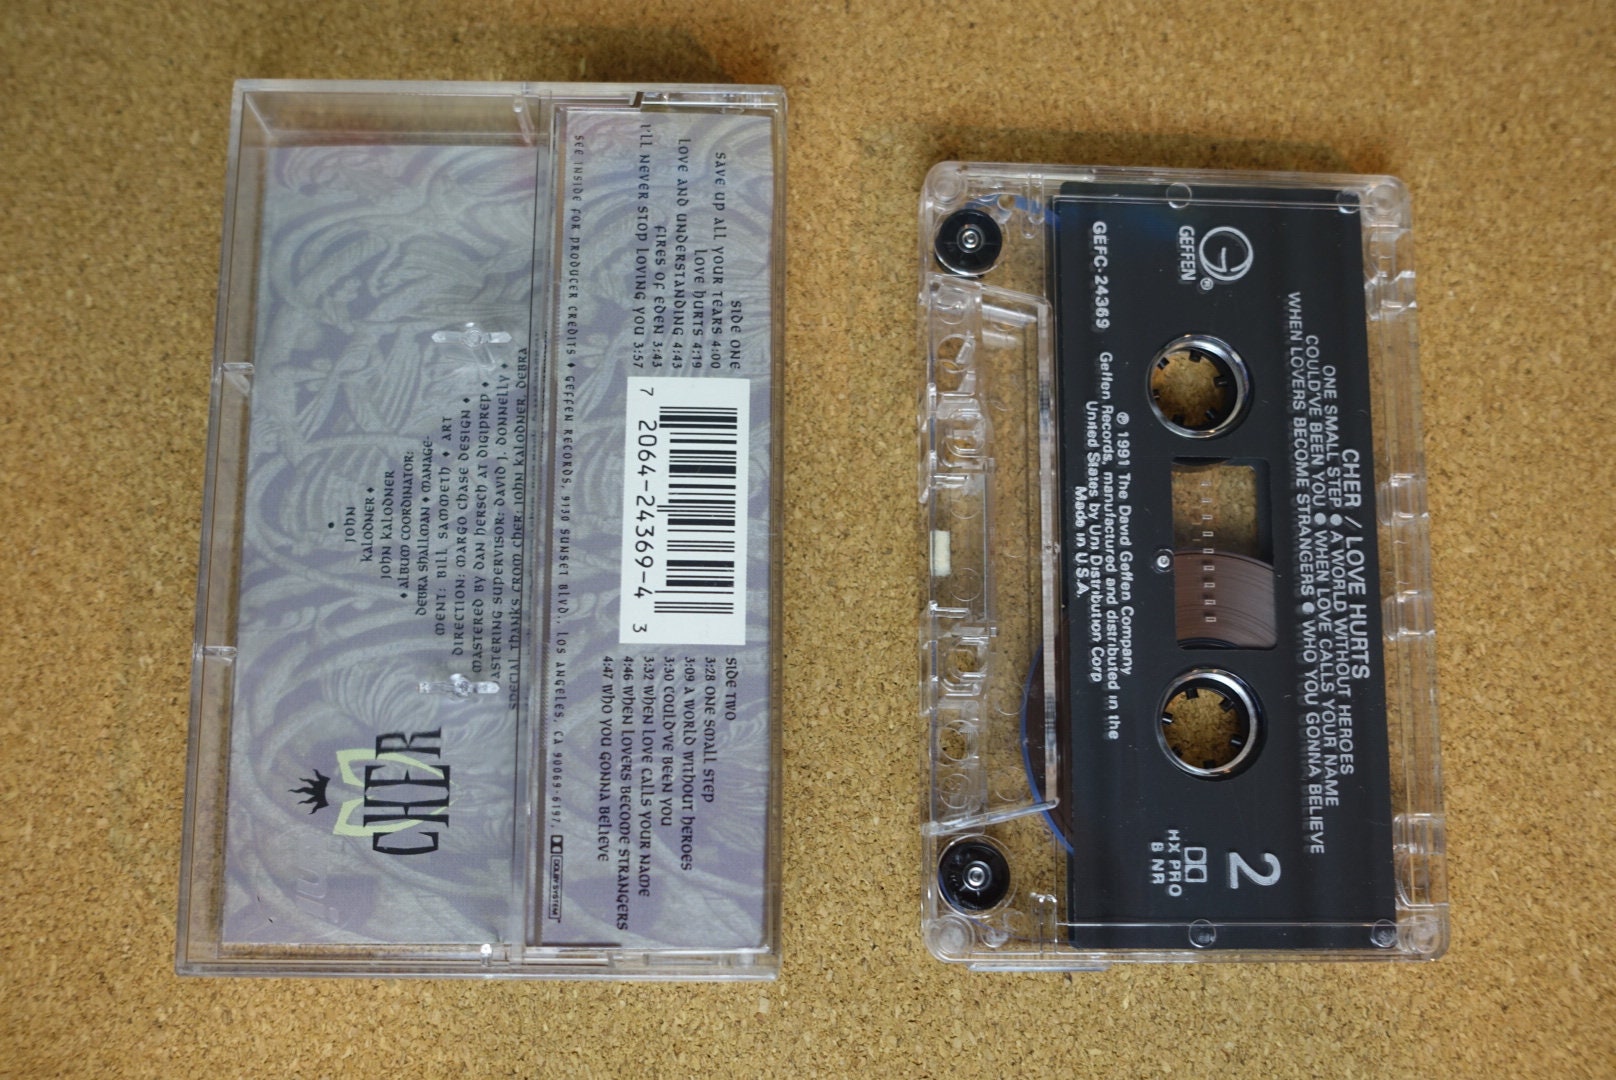 SIDE ONE
SAVE UP ALL YOUR TEARS 4:00
LOVE HURTS 4:19
LOVE AND UNDERSTANDING 4:43
FIRES OF EDEN 3:43
I'LL NEVER STOP LOVING YOU 3:57
7 2064-24369-4 3
SIDE TWO
3:28 ONE SMALL STEP
3:09 A WORLD WITHOUT HEROES
3:30 COULD'VE BEEN YOU
3:32 WHEN LOVE CALLS YOUR NAME
4:46 WHEN LOVERS BECOME STRANGERS
4:47 WHO YOU GONNA BELIEVE
SEE INSIDE FOR PRODUCER CREDITS ♦ GEFFEN RECORDS, 9130 SUNSET BLVD., LOS ANGELES, CA 90069-6197.
DOLBY SYSTEM
SPECIAL THANKS FROM CHER: JOHN KALODNER, DEBRA
ASTERING SUPERVISOR: DAVID J. DONNELLY ♦
MASTERED BY DAN HERSCH AT DIGIPREP ♦
DIRECTION: MARGO CHASE DESIGN ♦
MENT: BILL SAMMETH ♦ ART
DEBRA SHALLMAN ♦ MANAGE-
♦ ALBUM COORDINATOR:
JOHN KALODNER
KALODNER ♦
JOHN
CHER
CHER / LOVE HURTS
ONE SMALL STEP ● A WORLD WITHOUT HEROES
COULD'VE BEEN YOU ● WHEN LOVE CALLS YOUR NAME
WHEN LOVERS BECOME STRANGERS ● WHO YOU GONNA BELIEVE
GEFFEN®
2
HX PRO
B NR
GEFC-24369
℗ 1991 The David Geffen Company
Geffen Records, manufactured and distributed in the
United States by Uni Distribution Corp
Made in U.S.A.